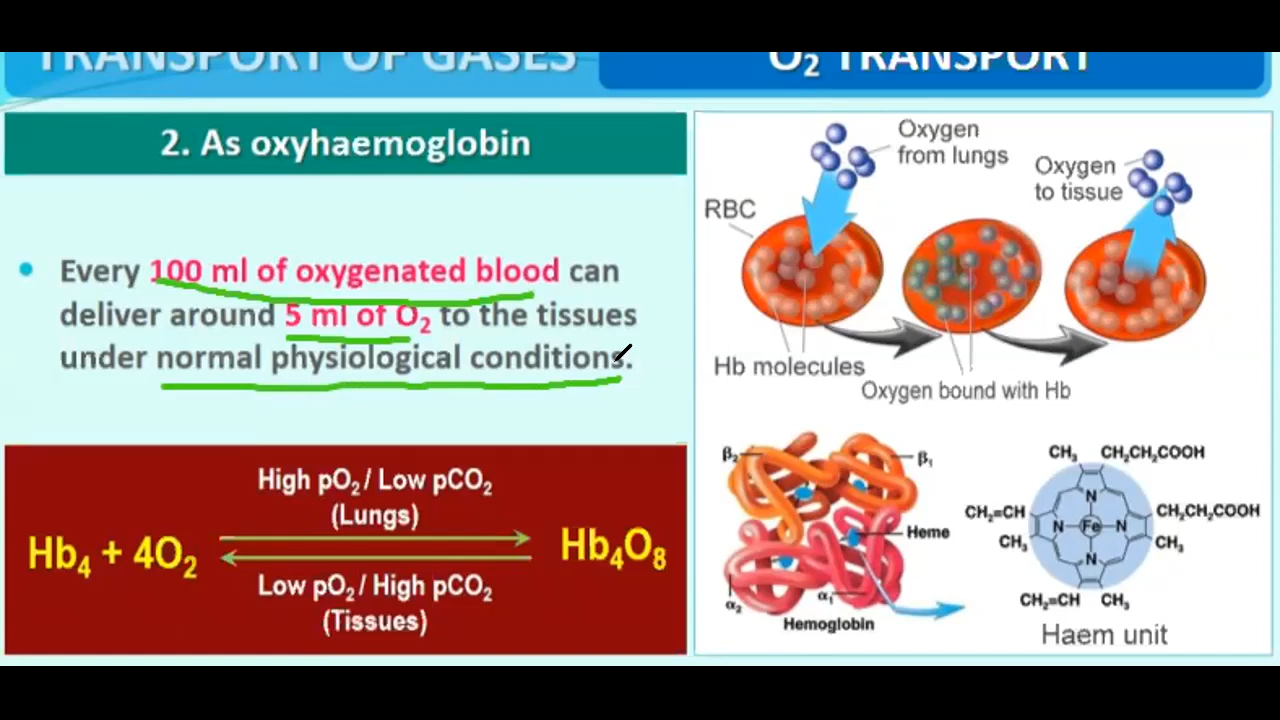 TRANSPORT OF GASES
O₂ TRANSPORT
2. As oxyhaemoglobin
• Every 100 ml of oxygenated blood can
deliver around 5 ml of O₂ to the tissues
under normal physiological conditions.
High pO₂ / Low pCO₂
(Lungs)
Hb₄ + 4O₂
Hb₄O₈
Low pO₂ / High pCO₂
(Tissues)
Oxygen
from lungs
Oxygen
to tissue
RBC
Hb molecules
Oxygen bound with Hb
β₂
β₁
Heme
α₂
α₁
Hemoglobin
CH₃
CH₂CH₂COOH
CH₂=CH
CH₂CH₂COOH
N
N
Fe
N
N
CH₃
CH₃
CH₂=CH
CH₃
Haem unit